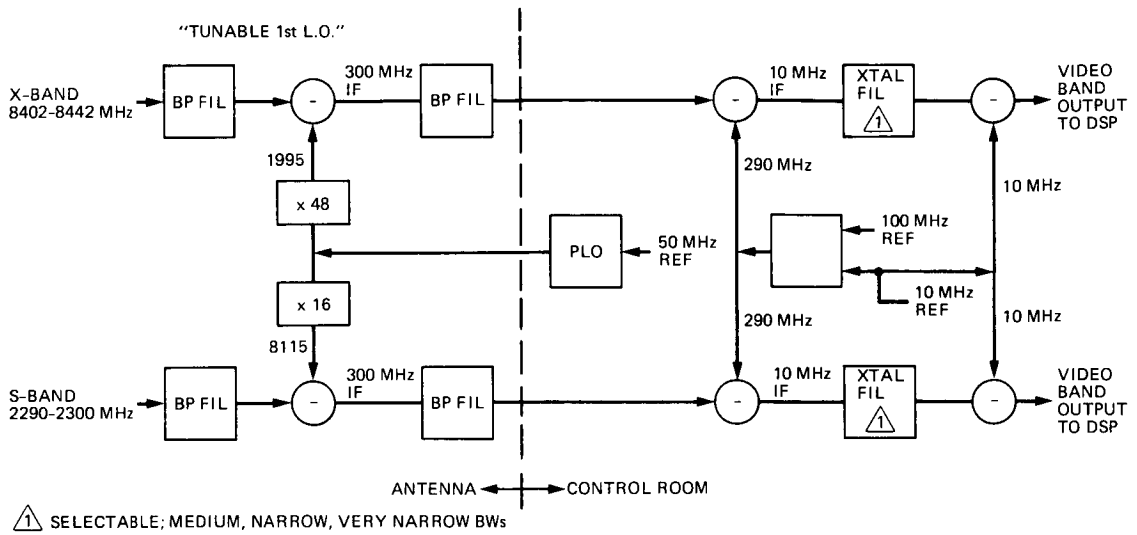 "TUNABLE 1st L.O."
X-BAND
8402-8442 MHz
BP FIL
-
300 MHz
IF
BP FIL
-
10 MHz
IF
XTAL
FIL
1
-
VIDEO
BAND
OUTPUT
TO DSP
1995
x 48
290 MHz
10 MHz
PLO
50 MHz
REF
100 MHz
REF
10 MHz
REF
x 16
8115
290 MHz
10 MHz
S-BAND
2290-2300 MHz
BP FIL
-
300 MHz
IF
BP FIL
-
10 MHz
IF
XTAL
FIL
1
-
VIDEO
BAND
OUTPUT
TO DSP
ANTENNA
CONTROL ROOM
1 SELECTABLE; MEDIUM, NARROW, VERY NARROW BWs